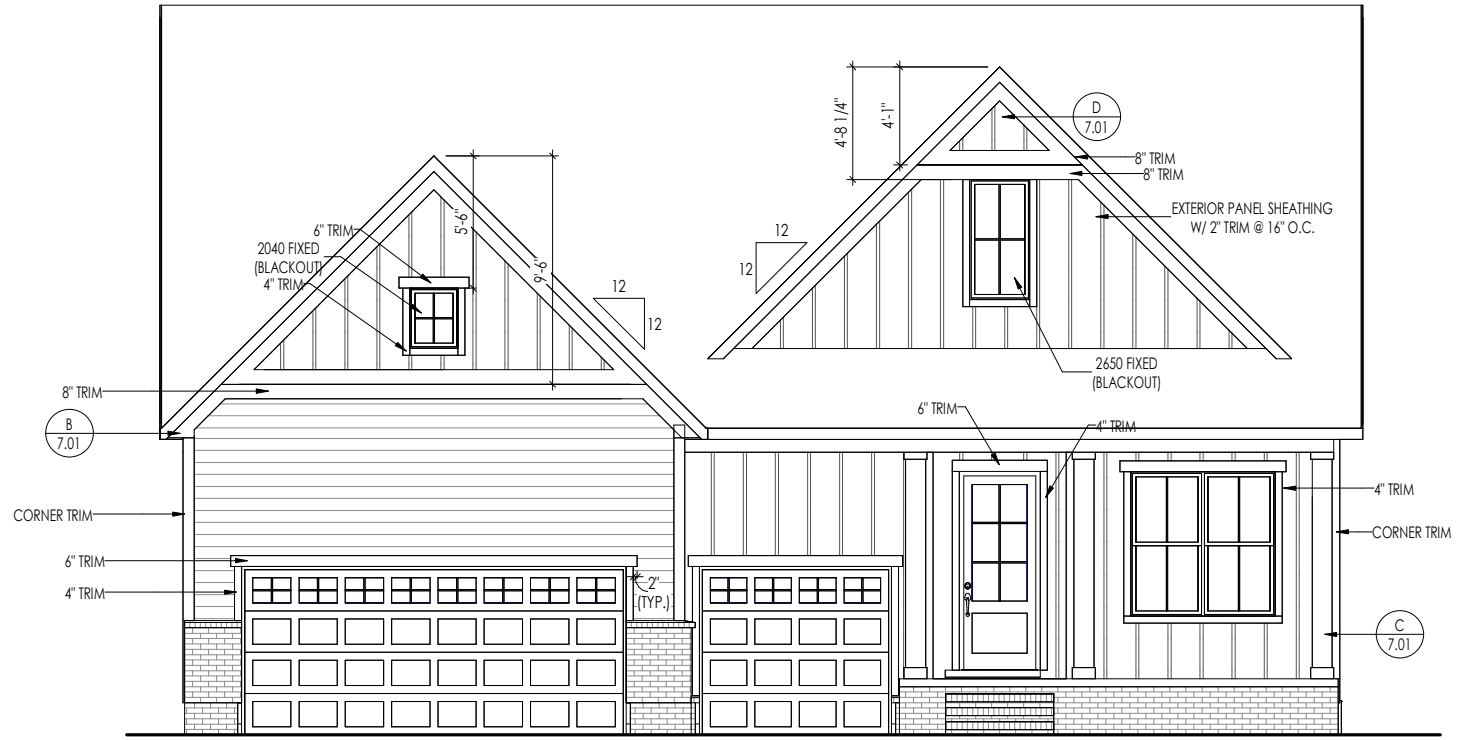 D
7.01
4'-8 1/4"
4'-1"
8" TRIM
8" TRIM
EXTERIOR PANEL SHEATHING
W/ 2" TRIM @ 16" O.C.
12
12
2650 FIXED
(BLACKOUT)
6" TRIM
2040 FIXED
(BLACKOUT)
4" TRIM
5'-6"
9'-6"
12
12
8" TRIM
B
7.01
CORNER TRIM
6" TRIM
4" TRIM
2"
(TYP.)
6" TRIM
4" TRIM
4" TRIM
CORNER TRIM
C
7.01